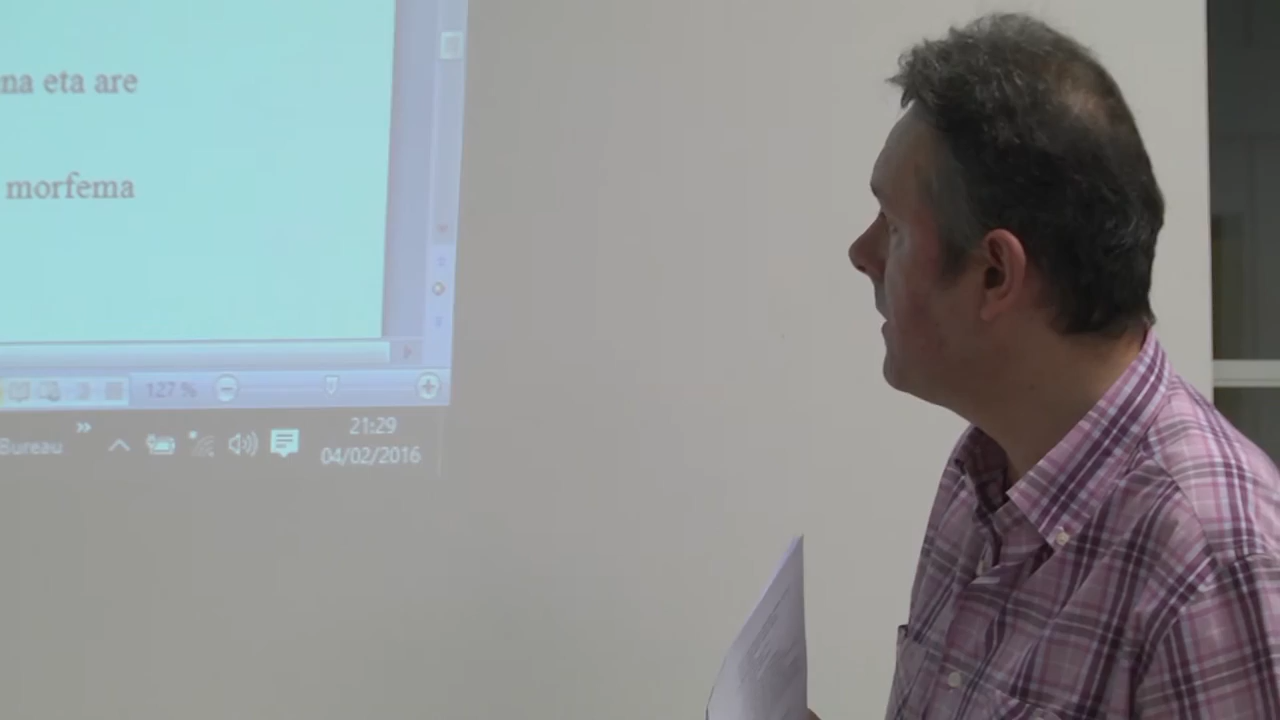 na eta are
morfema
127 %
Bureau
21:29
04/02/2016